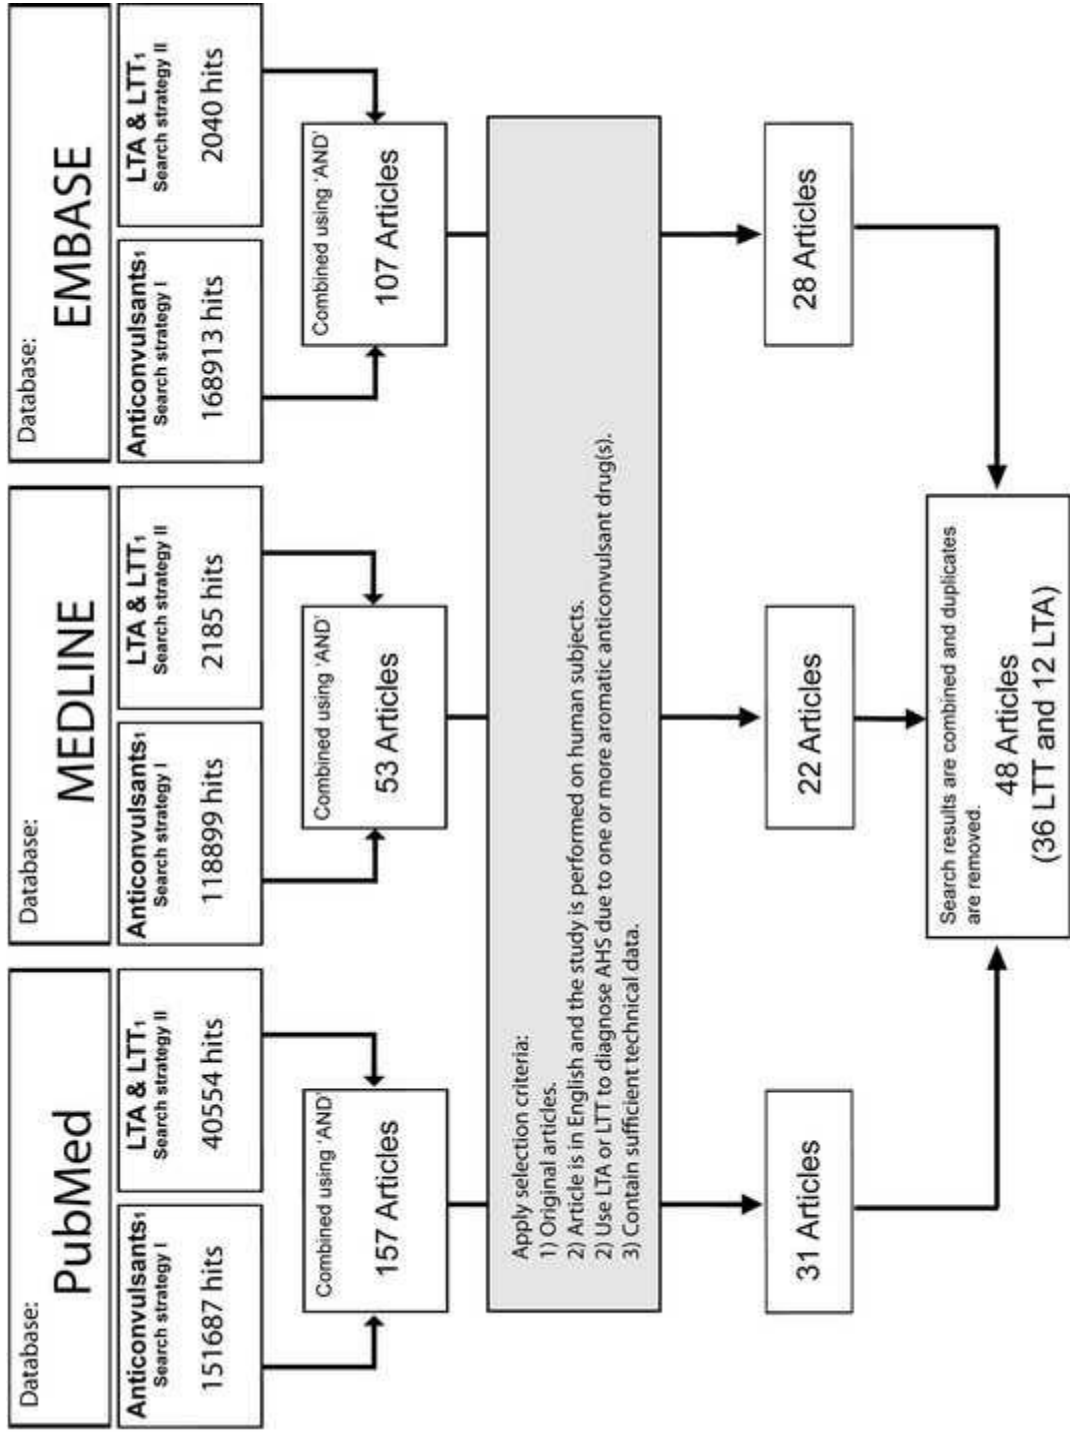 Database:
PubMed
Anticonvulsants1
Search strategy I
151687 hits
LTA & LTT1
Search strategy II
40554 hits
Combined using 'AND'
157 Articles
Database:
MEDLINE
Anticonvulsants1
Search strategy I
118899 hits
LTA & LTT1
Search strategy II
2185 hits
Combined using 'AND'
53 Articles
Database:
EMBASE
Anticonvulsants1
Search strategy I
168913 hits
LTA & LTT1
Search strategy II
2040 hits
Combined using 'AND'
107 Articles
Apply selection criteria:
1) Original articles.
2) Article is in English and the study is performed on human subjects.
2) Use LTA or LTT to diagnose AHS due to one or more aromatic anticonvulsant drug(s).
3) Contain sufficient technical data.
31 Articles
22 Articles
28 Articles
Search results are combined and duplicates
are removed.
48 Articles
(36 LTT and 12 LTA)